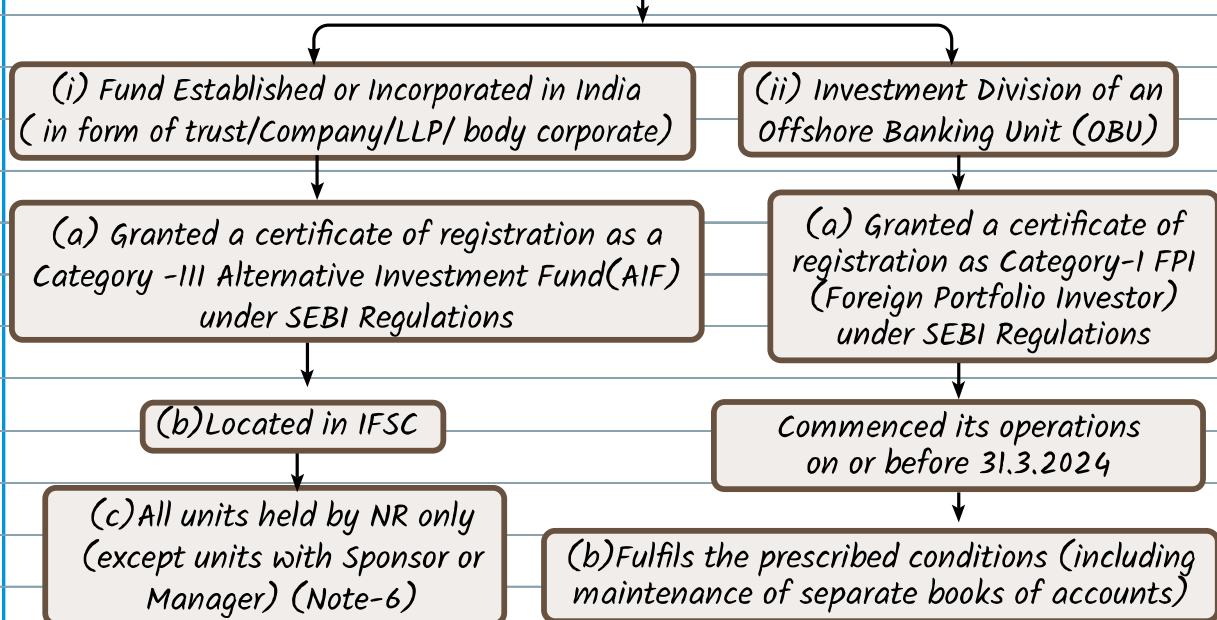 (i) Fund Established or Incorporated in India
( in form of trust/Company/LLP/ body corporate)
(a) Granted a certificate of registration as a
Category -III Alternative Investment Fund(AIF)
under SEBI Regulations
(b)Located in IFSC
(c)All units held by NR only
(except units with Sponsor or
Manager) (Note-6)
(ii) Investment Division of an
Offshore Banking Unit (OBU)
(a) Granted a certificate of
registration as Category-I FPI
(Foreign Portfolio Investor)
under SEBI Regulations
Commenced its operations
on or before 31.3.2024
(b)Fulfils the prescribed conditions (including
maintenance of separate books of accounts)